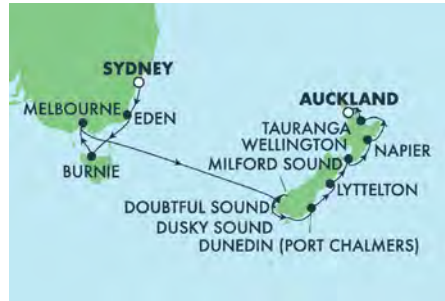 SYDNEY
MELBOURNE
EDEN
BURNIE
AUCKLAND
TAURANGA
WELLINGTON
NAPIER
MILFORD SOUND
LYTTELTON
DOUBTFUL SOUND
DUSKY SOUND
DUNEDIN (PORT CHALMERS)